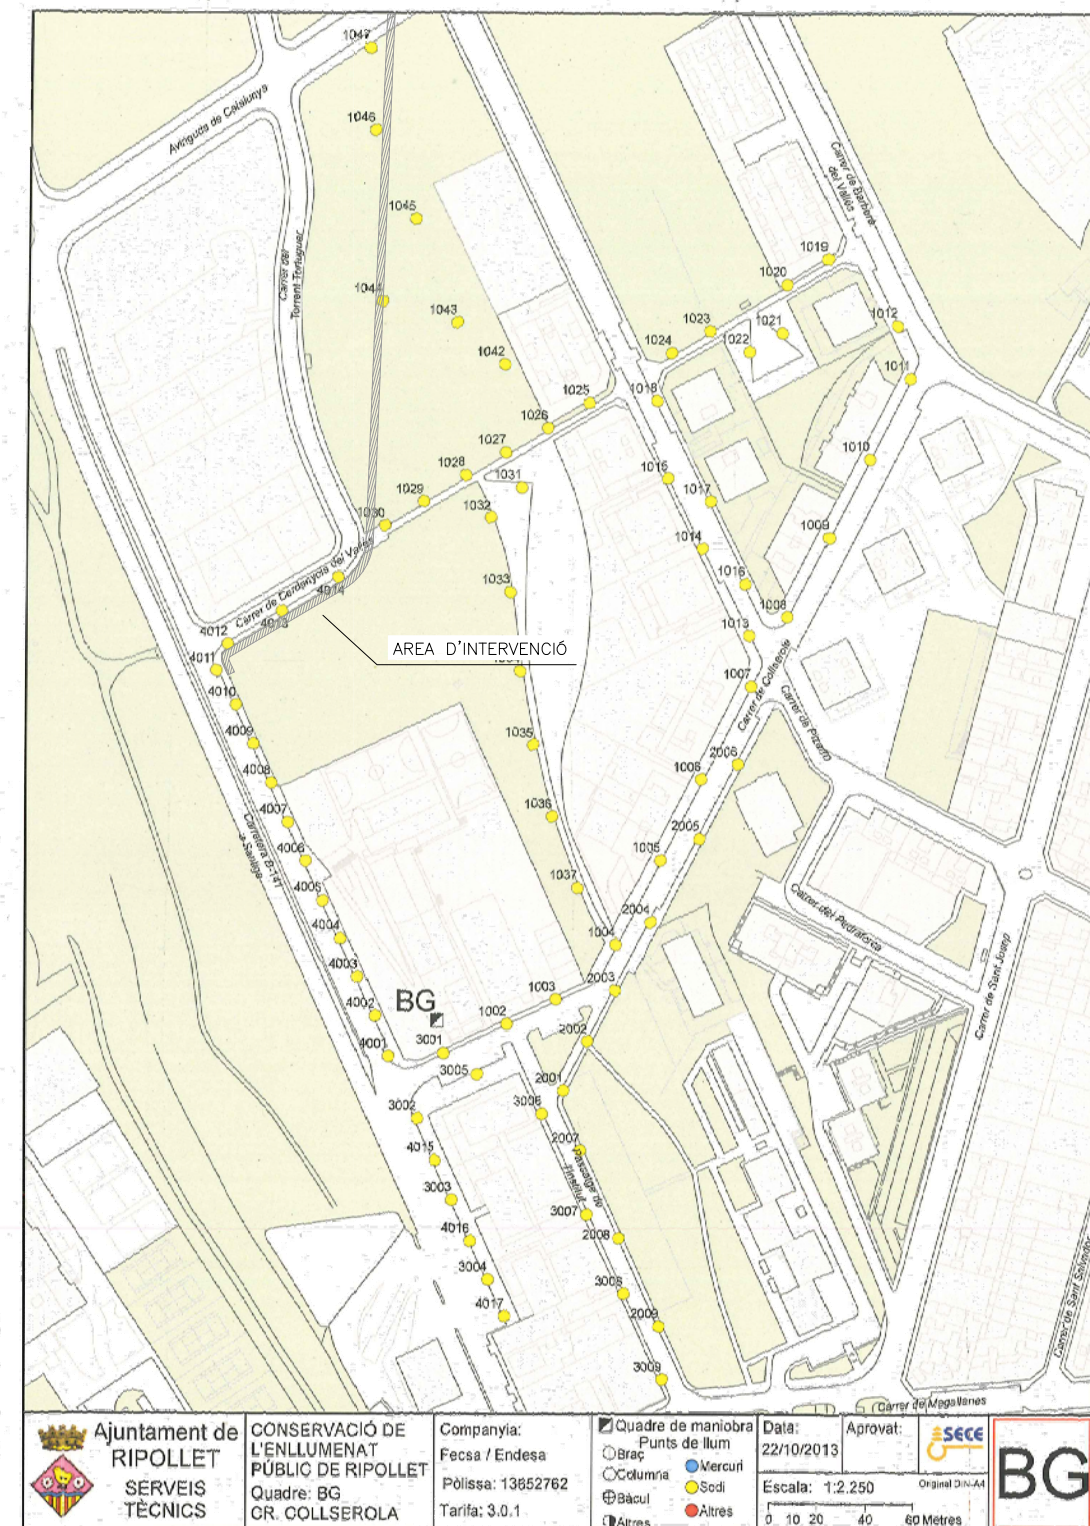 1047
Avinguda de Catalunya
1046
1045
Carrer de Barberà
del Vallès
1019
Carrer del
Torrent Tortuguer
1020
1044
1043
1023
1021
1012
1024
1022
1042
1011
1025
1018
1026
1027
1010
1028
1015
1031
1029
1017
1032
1030
1009
1014
1033
1016
Carrer de Cerdanyola del Vallès
4014
4013
1008
4012
1013
AREA D'INTERVENCIÓ
4011
1007
Carrer de Collserola
Carrer de Pizarro
4010
4009
1035
2006
4008
1006
4007
1036
Carretera B-141
a Santiga
2005
4006
1005
4005
1037
Carrer del Pedraforca
4004
2004
1004
4003
Carrer de Sant Josep
2003
1003
BG
4002
1002
2002
3001
4001
3005
2001
3002
3006
4015
2007
Passatge de
l'Institut
3003
3007
4016
2008
3004
3008
4017
2009
3009
Carrer de Magallanes
Ajuntament de
RIPOLLET
SERVEIS
TÈCNICS
CONSERVACIÓ DE
L'ENLLUMENAT
PÚBLIC DE RIPOLLET
Quadre: BG
CR. COLLSEROLA
Companyia:
Fecsa / Endesa
Pòlissa: 13652762
Tarifa: 3.0.1
Quadre de maniobra
Punts de llum
Braç
Columna
Bàcul
Altres
Mercuri
Sodi
Altres
Data:
22/10/2013
Aprovat:
SECE
Escala: 1:2.250
Original DIN-A4
0 10 20 40 60 Metres
BG